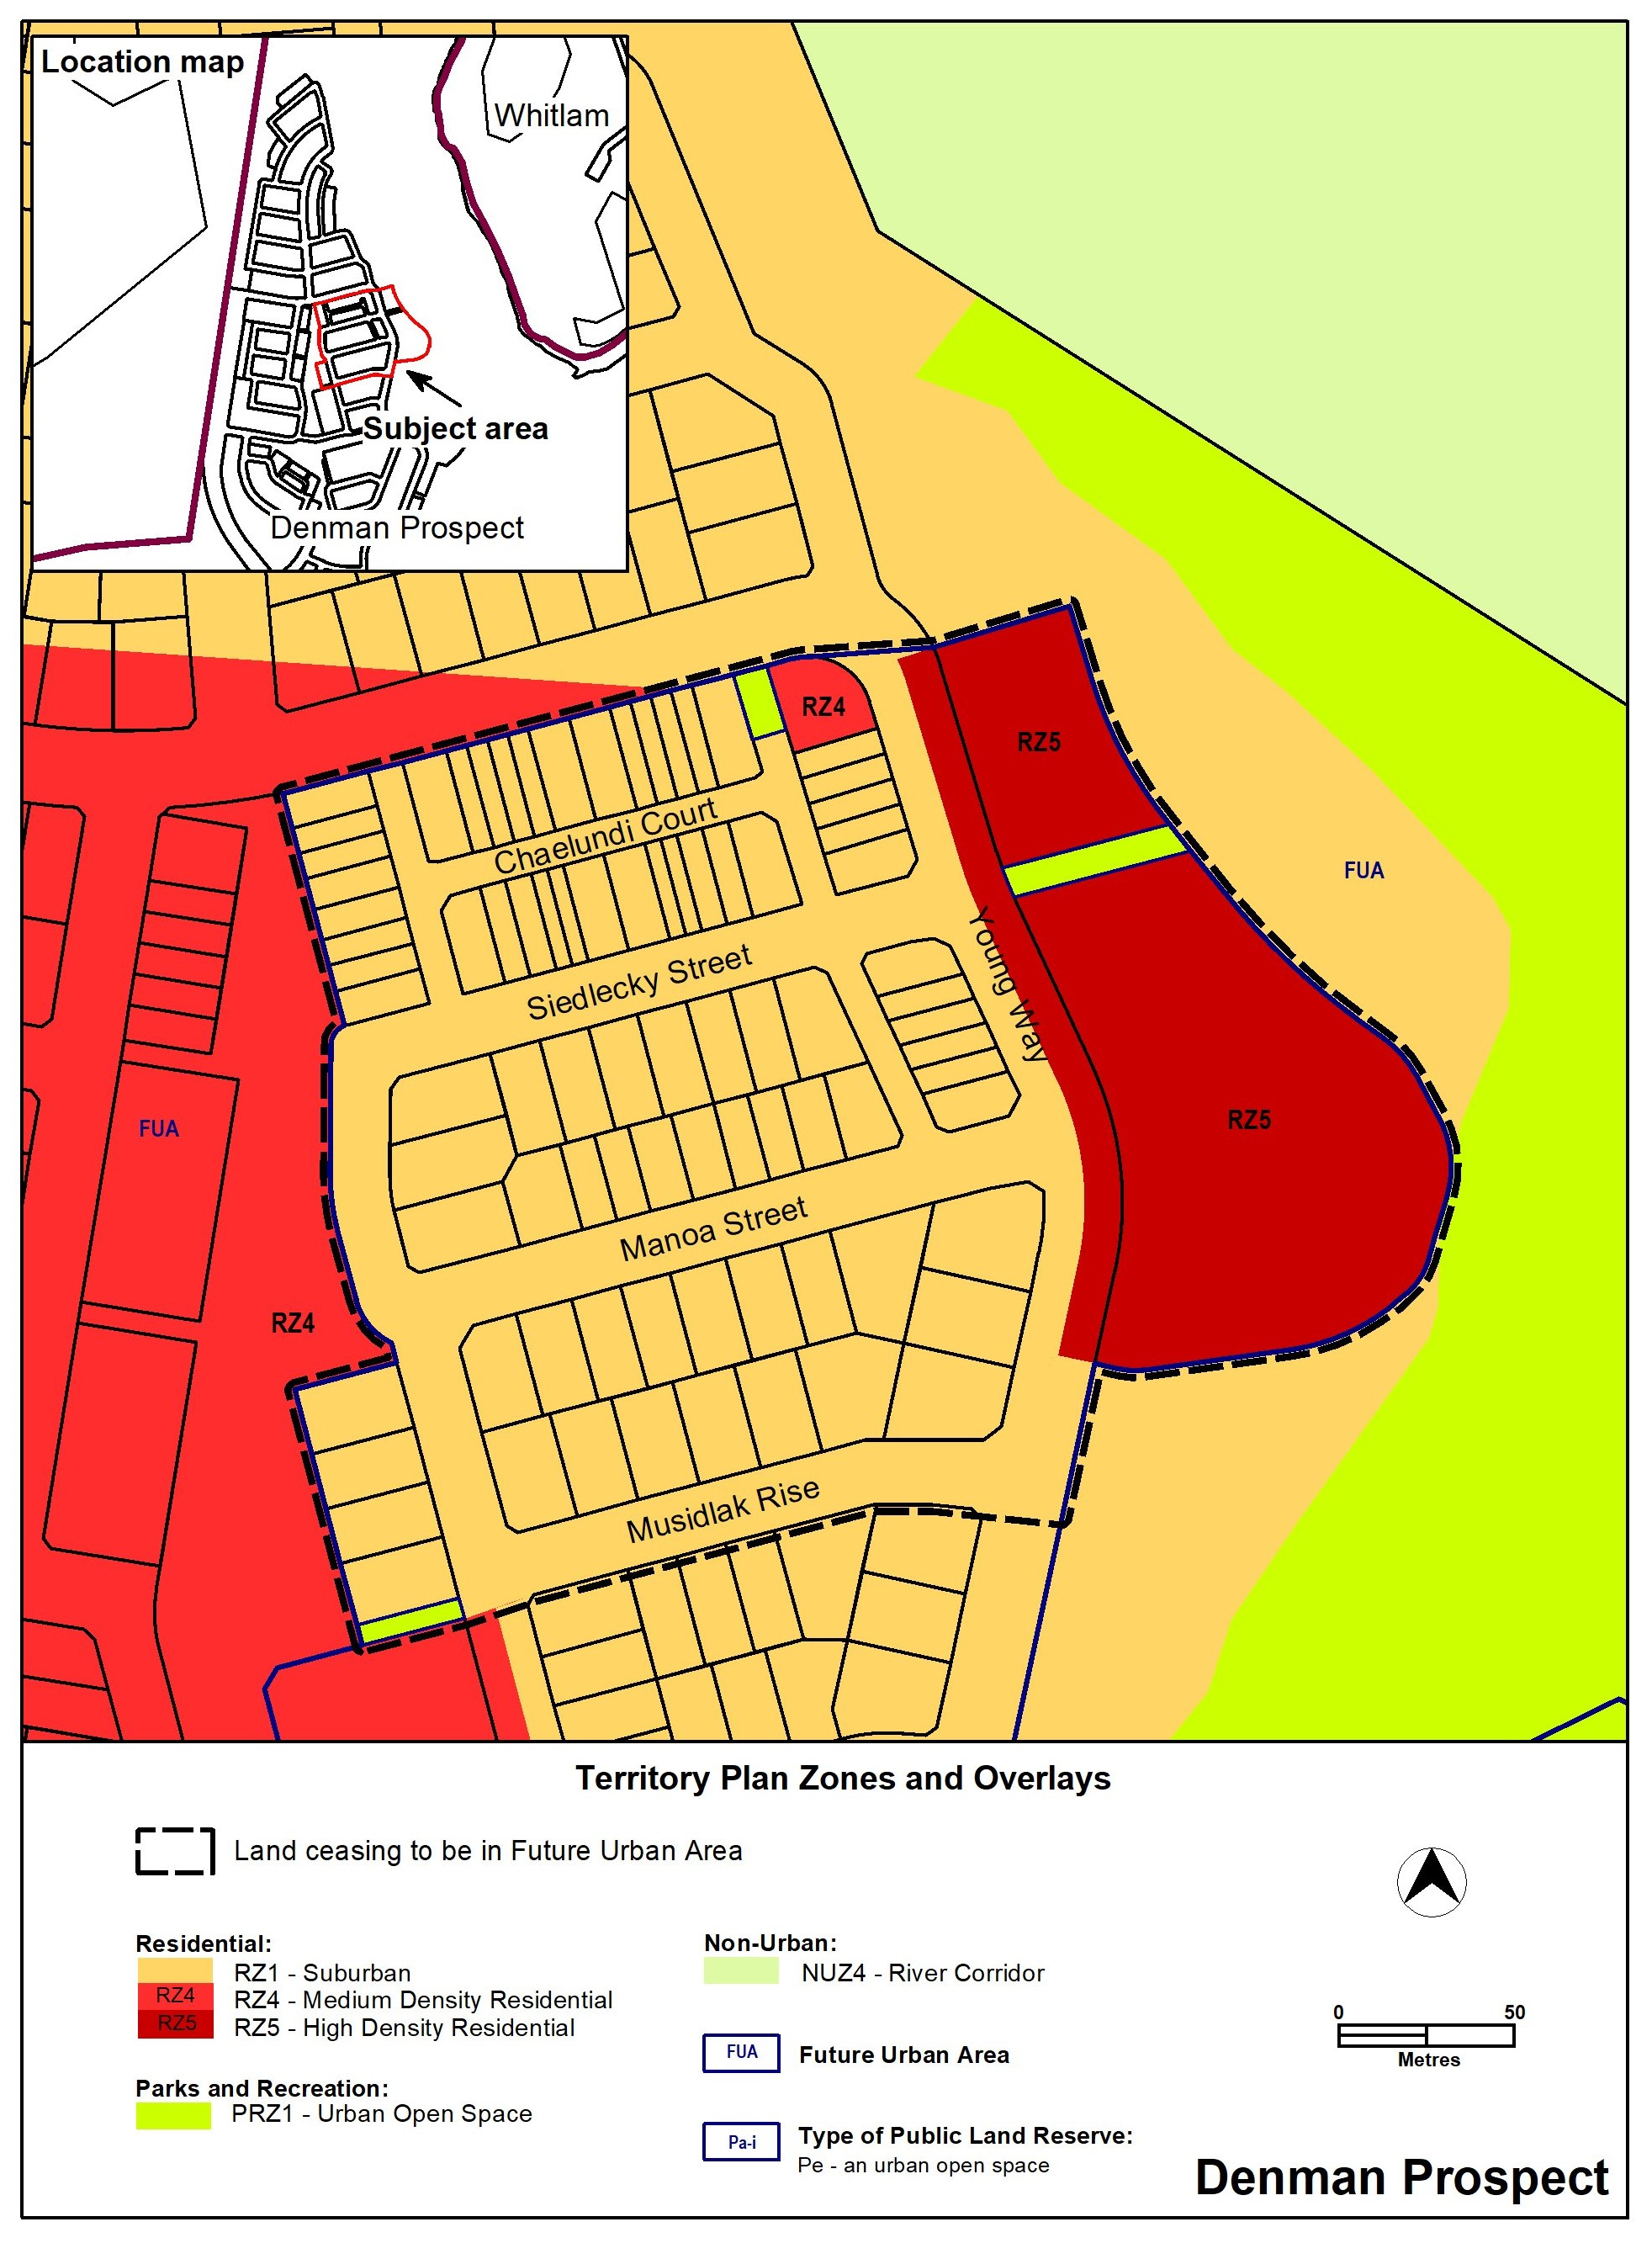 Location map
Whitlam
Subject area
Denman Prospect
RZ4
RZ5
Chaelundi Court
FUA
Young Way
Siedlecky Street
FUA
RZ5
Manoa Street
RZ4
Musidlak Rise
Territory Plan Zones and Overlays
Land ceasing to be in Future Urban Area
Residential:
RZ1 - Suburban
RZ4
RZ4 - Medium Density Residential
RZ5
RZ5 - High Density Residential
Parks and Recreation:
PRZ1 - Urban Open Space
Non-Urban:
NUZ4 - River Corridor
FUA
Future Urban Area
Pa-i
Type of Public Land Reserve:
Pe - an urban open space
0 50
Metres
Denman Prospect